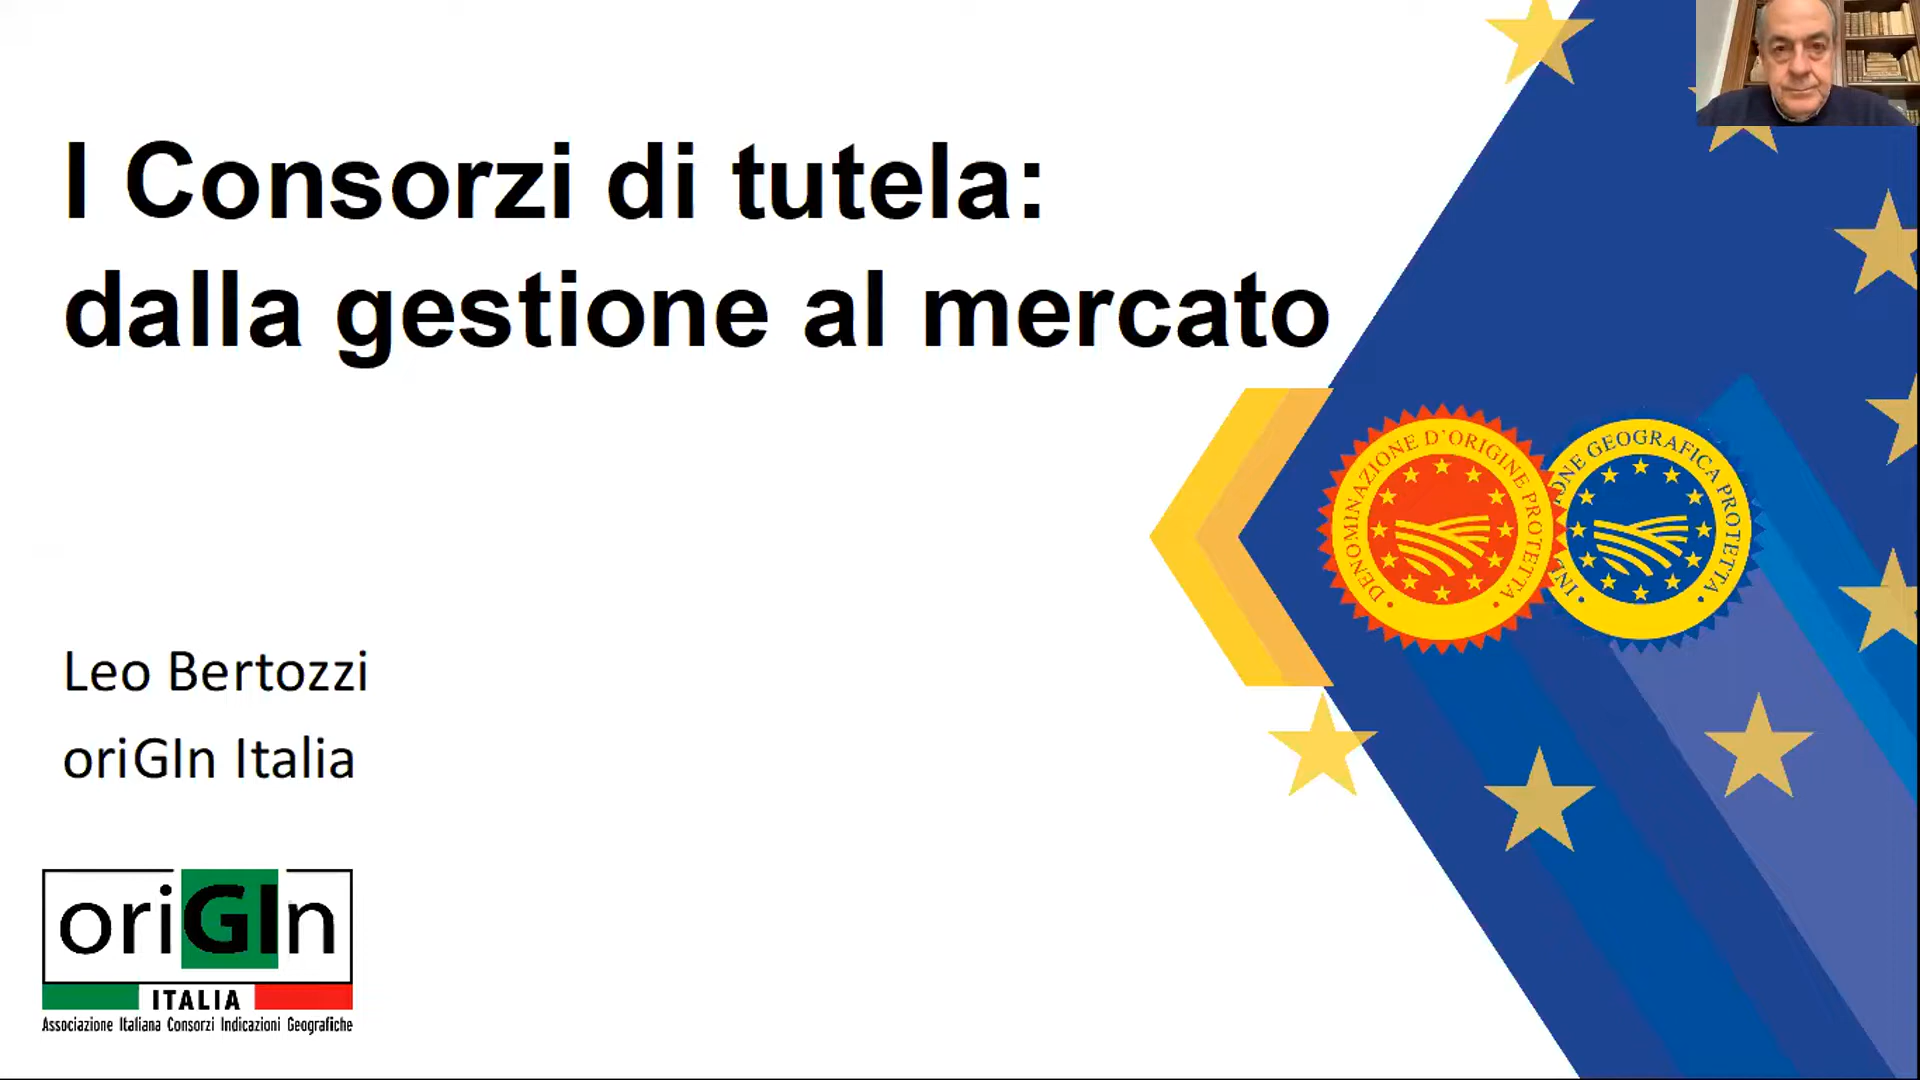 I Consorzi di tutela:
dalla gestione al mercato
DENOMINAZIONE D'ORIGINE PROTETTA
GEOGRAFICA PROTETTA
Leo Bertozzi
oriGIn Italia
oriGIn
ITALIA
Associazione Italiana Consorzi Indicazioni Geografiche